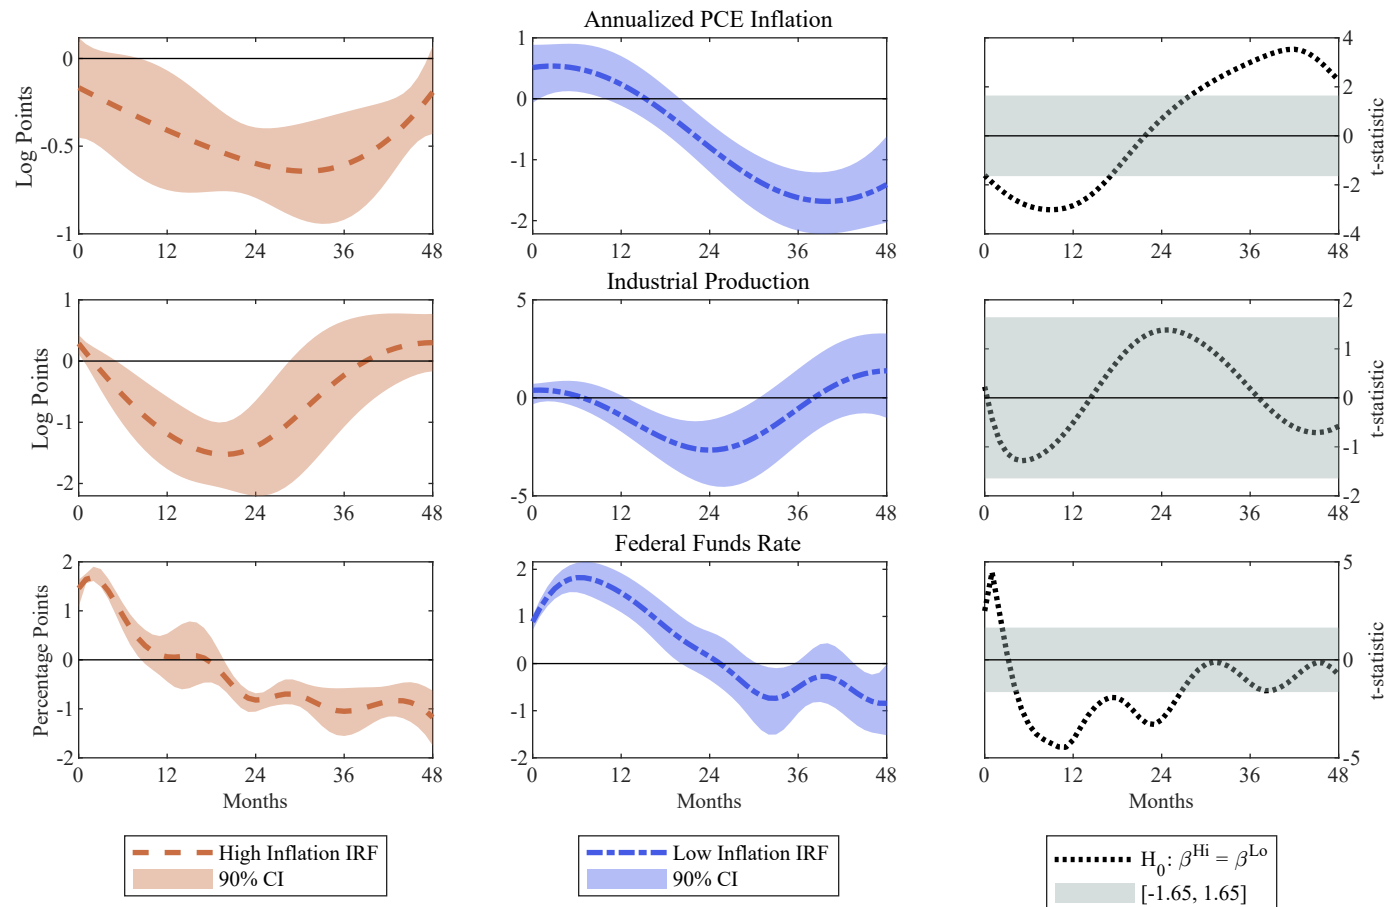 Annualized PCE Inflation
Log Points
0
-0.5
-1
0 12 24 36 48
1
0
-1
-2
0 12 24 36 48
4
2
0
-2
-4
t-statistic
0 12 24 36 48
Industrial Production
Log Points
1
0
-1
-2
0 12 24 36 48
5
0
-5
0 12 24 36 48
2
1
0
-1
-2
t-statistic
0 12 24 36 48
Federal Funds Rate
Percentage Points
2
1
0
-1
-2
0 12 24 36 48
Months
2
1
0
-1
-2
0 12 24 36 48
Months
5
0
-5
t-statistic
0 12 24 36 48
Months
High Inflation IRF
90% CI
Low Inflation IRF
90% CI
H₀: βᴴⁱ = βᴸᵒ
[-1.65, 1.65]